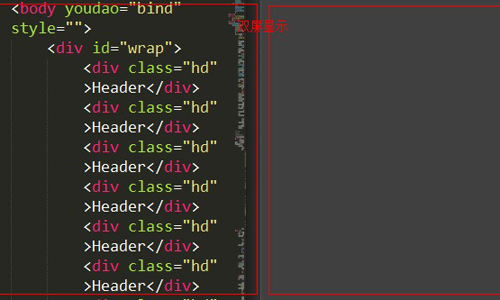 <body youdao="bind"
style="">
双屏显示
<div id="wrap">
<div class="hd"
>Header</div>
<div class="hd"
>Header</div>
<div class="hd"
>Header</div>
<div class="hd"
>Header</div>
<div class="hd"
>Header</div>
<div class="hd"
>Header</div>